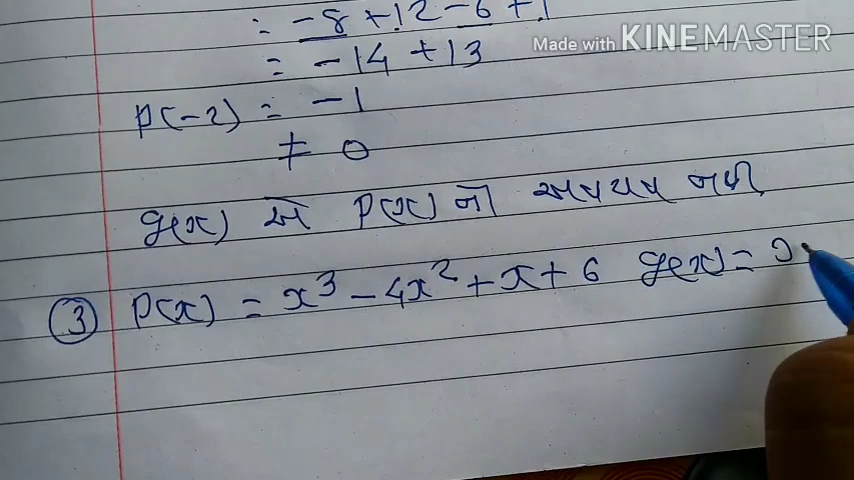 = -8 + 12 - 6 + 1
Made with KINEMASTER
= -14 + 13
P(-2) = -1
≠ 0
g(x) એ P(x) નો અવયવ નથી
③ P(x) = x³ - 4x² + x + 6 g(x) =